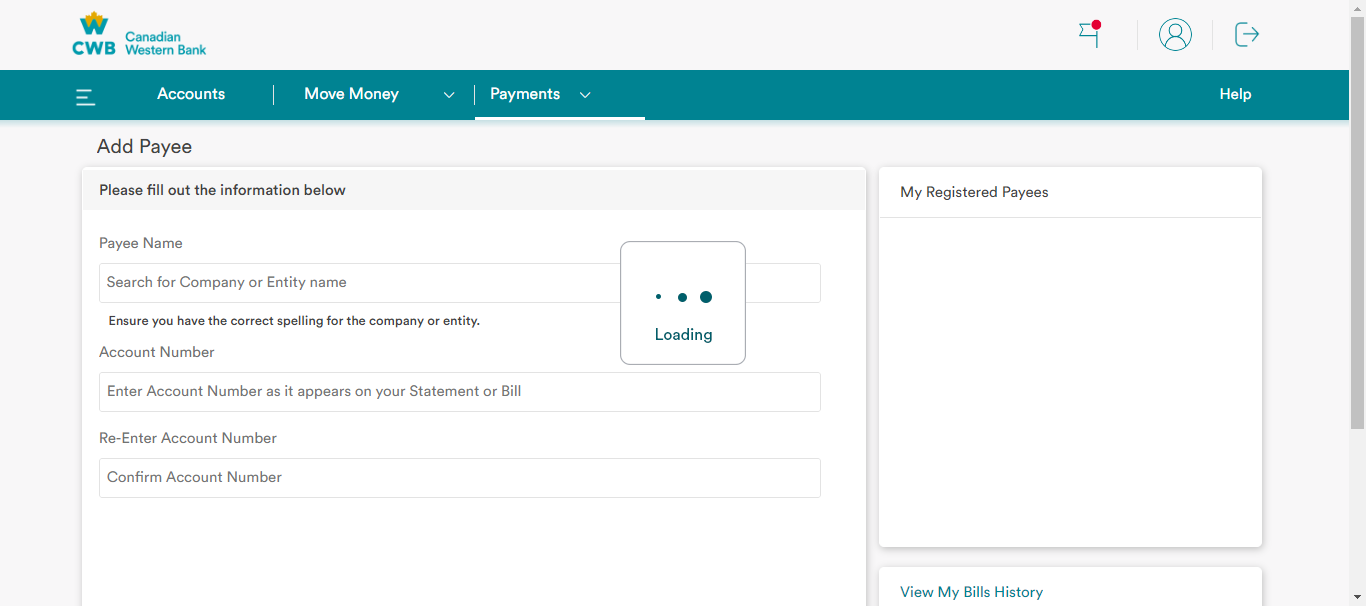 CWB Canadian
Western Bank
Accounts
Move Money
Payments
Help
Add Payee
Please fill out the information below
Payee Name
Search for Company or Entity name
Ensure you have the correct spelling for the company or entity.
Account Number
Enter Account Number as it appears on your Statement or Bill
Re-Enter Account Number
Confirm Account Number
Loading
My Registered Payees
View My Bills History